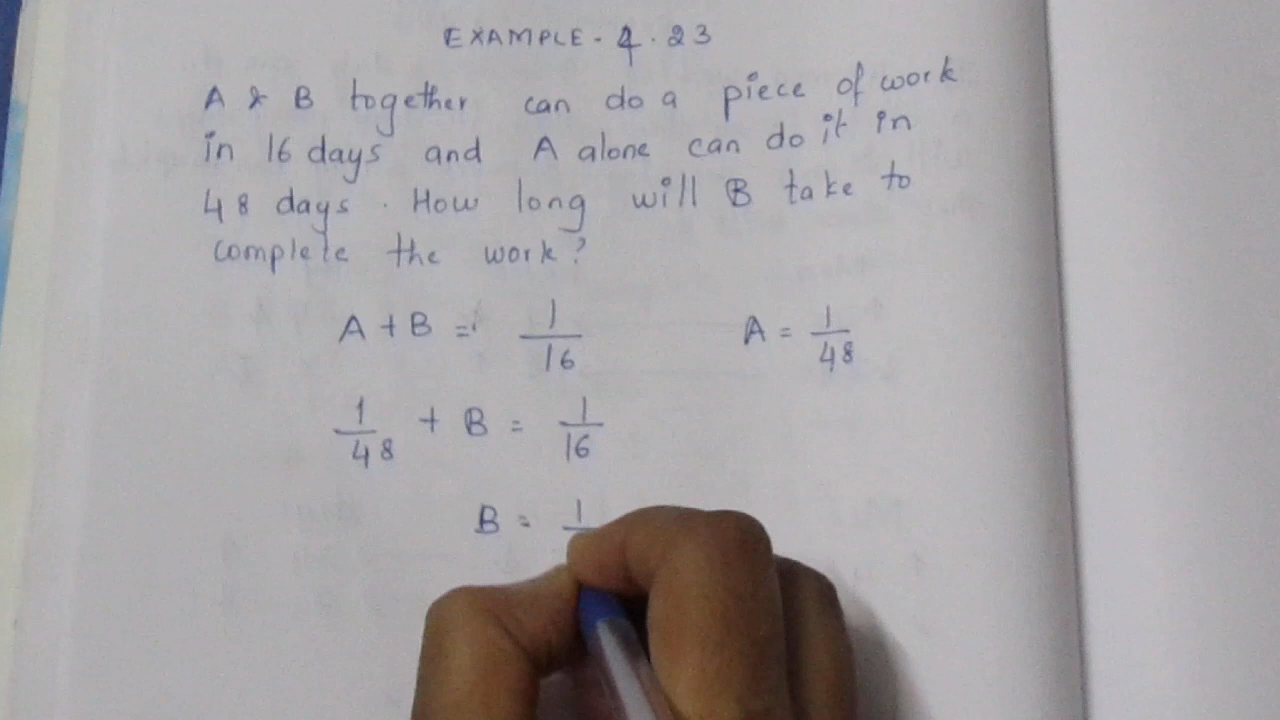 EXAMPLE - 4.23
A & B together can do a piece of work
in 16 days and A alone can do it in
48 days. How long will B take to
complete the work?
A + B = 1/16 A = 1/48
1/48 + B = 1/16
B = 1